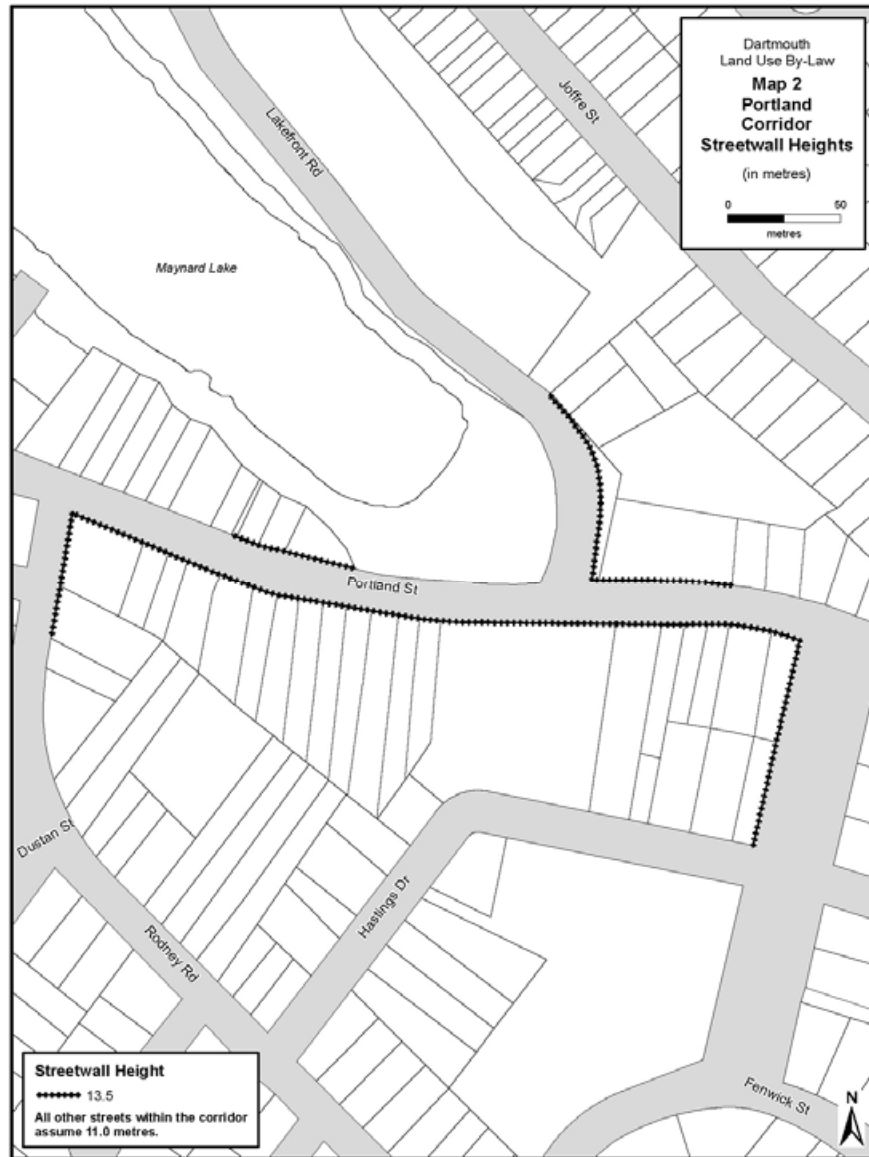 Dartmouth
Land Use By-Law
Map 2
Portland
Corridor
Streetwall Heights
(in metres)
0 50
metres
Joffre St
Lakefront Rd
Maynard Lake
Portland St
Dustan St
Hastings Dr
Rodney Rd
Fenwick St
N
Streetwall Height
13.5
All other streets within the corridor
assume 11.0 metres.